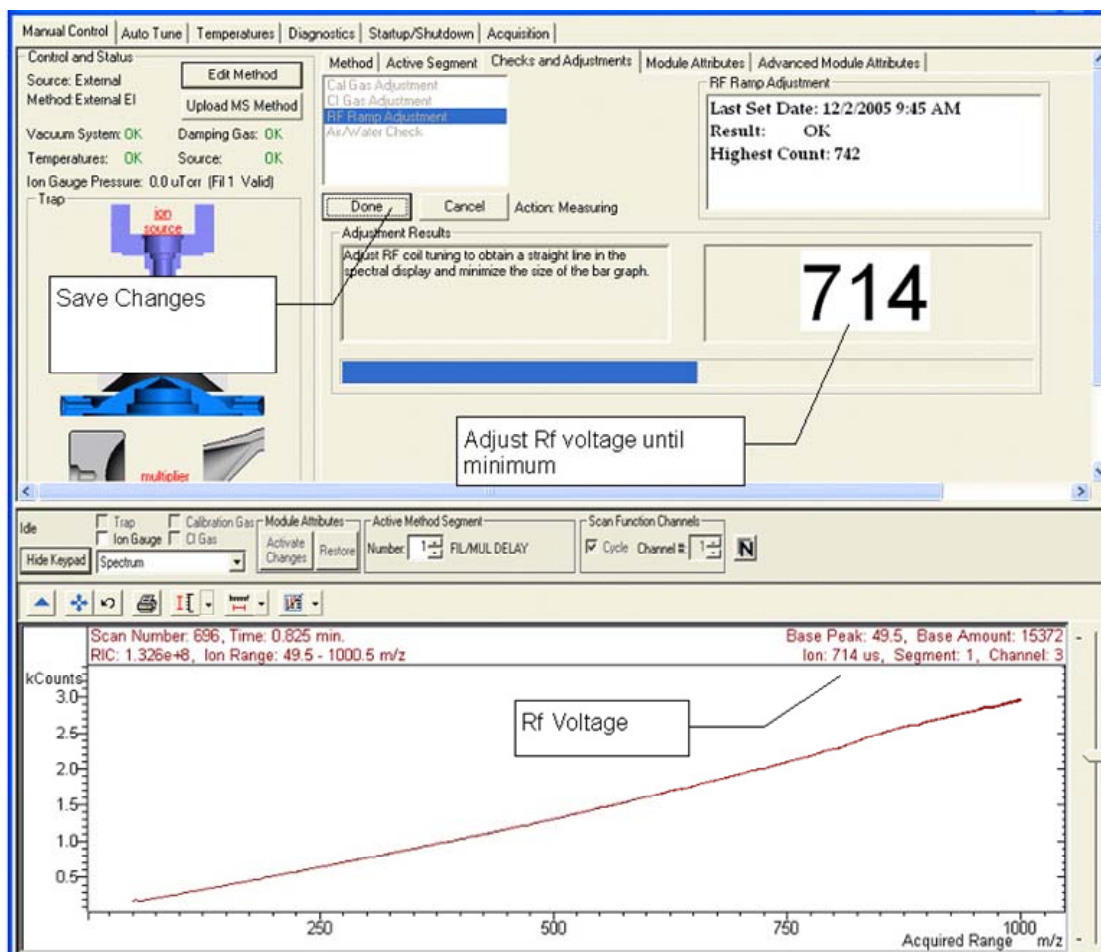 Manual Control Auto Tune Temperatures Diagnostics Startup/Shutdown Acquisition
Control and Status
Source: External
Method:External EI
Edit Method
Upload MS Method
Vacuum System: OK Damping Gas: OK
Temperatures: OK Source: OK
Ion Gauge Pressure: 0.0 uTorr (Fil 1 Valid)
Trap
ion
source
Save Changes
multiplier
Method Active Segment Checks and Adjustments Module Attributes Advanced Module Attributes
Cal Gas Adjustment
CI Gas Adjustment
RF Ramp Adjustment
Air/Water Check
RF Ramp Adjustment
Last Set Date: 12/2/2005 9:45 AM
Result: OK
Highest Count: 742
Done Cancel Action: Measuring
Adjustment Results
Adjust RF coil tuning to obtain a straight line in the
spectral display and minimize the size of the bar graph.
714
Adjust Rf voltage until
minimum
Idle
Trap Calibration Gas
Ion Gauge CI Gas
Hide Keypad Spectrum
Module Attributes
Activate
Changes
Restore
Active Method Segment
Number: 1 FIL/MUL DELAY
Scan Function Channels
Cycle Channel #: 1
N
Scan Number: 696, Time: 0.825 min.
RIC: 1.326e+8, Ion Range: 49.5 - 1000.5 m/z
Base Peak: 49.5, Base Amount: 15372
Ion: 714 us, Segment: 1, Channel: 3
kCounts
3.0
2.5
2.0
1.5
1.0
0.5
Rf Voltage
250 500 750 1000
Acquired Range m/z